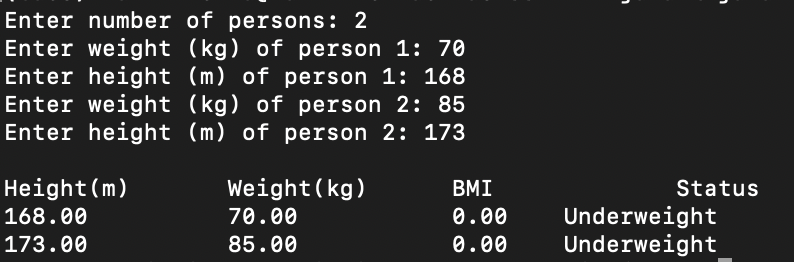 Enter number of persons: 2
Enter weight (kg) of person 1: 70
Enter height (m) of person 1: 168
Enter weight (kg) of person 2: 85
Enter height (m) of person 2: 173
Height(m) Weight(kg) BMI Status
168.00 70.00 0.00 Underweight
173.00 85.00 0.00 Underweight